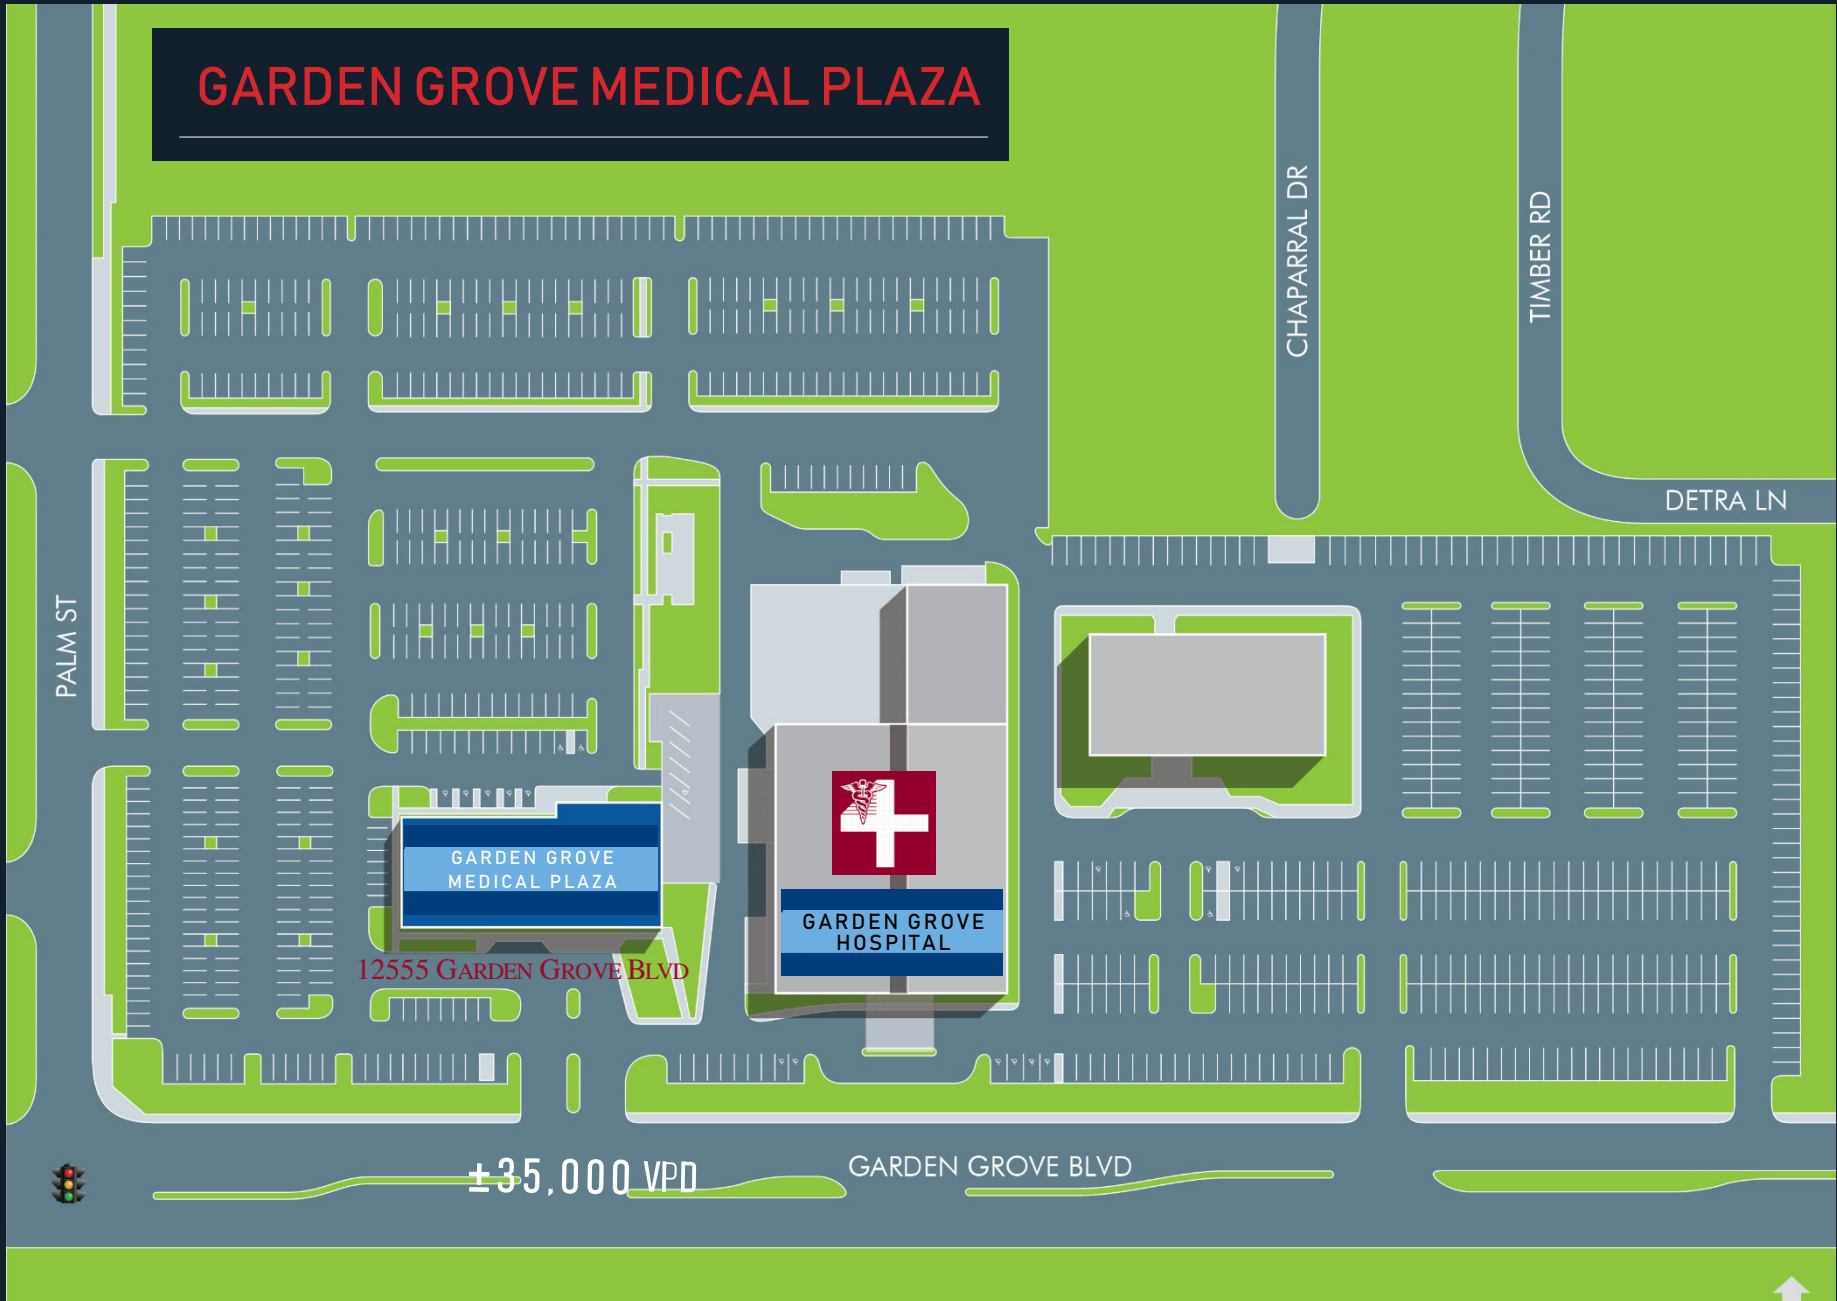 GARDEN GROVE MEDICAL PLAZA
CHAPARRAL DR
TIMBER RD
DETRA LN
PALM ST
GARDEN GROVE
MEDICAL PLAZA
GARDEN GROVE
HOSPITAL
12555 GARDEN GROVE BLVD
±35,000 VPD
GARDEN GROVE BLVD